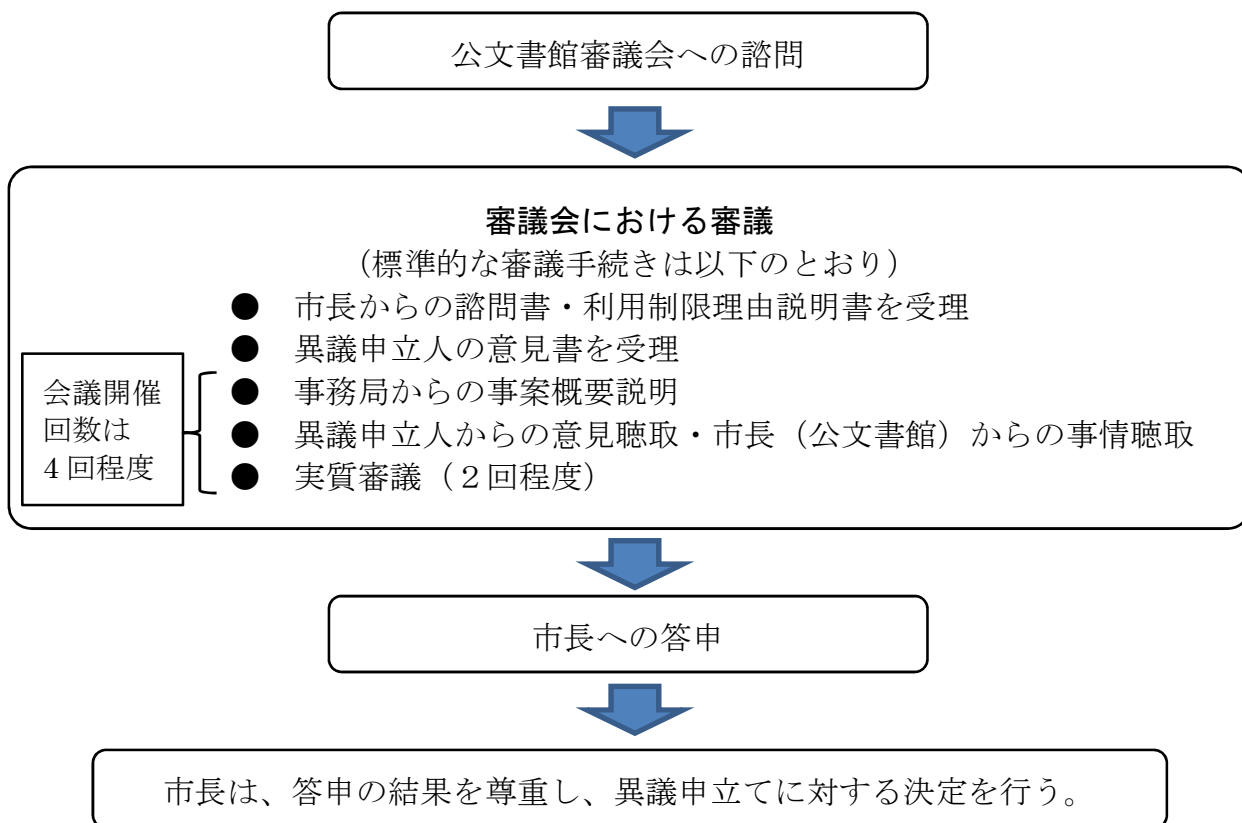 公文書館審議会への諮問
審議会における審議
（標準的な審議手続きは以下のとおり）
● 市長からの諮問書・利用制限理由説明書を受理
● 異議申立人の意見書を受理
● 事務局からの事案概要説明
● 異議申立人からの意見聴取・市長（公文書館）からの事情聴取
● 実質審議（２回程度）
会議開催
回数は
４回程度
市長への答申
市長は、答申の結果を尊重し、異議申立てに対する決定を行う。